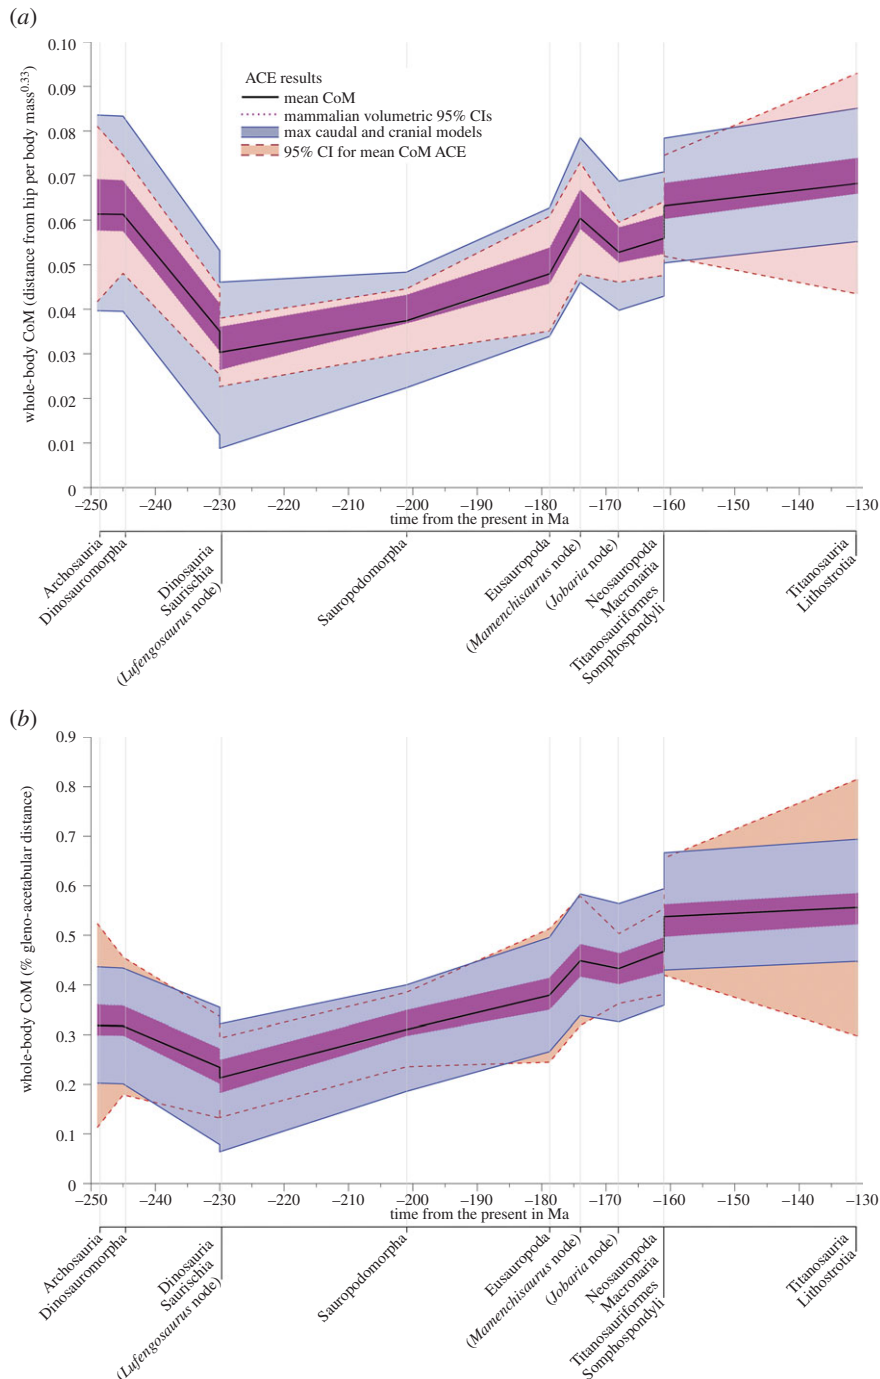 (a)
0.10
0.09
0.08
0.07
0.06
0.05
0.04
0.03
0.02
0.01
0
whole-body CoM (distance from hip per body mass0.33)
ACE results
mean CoM
mammalian volumetric 95% CIs
max caudal and cranial models
95% CI for mean CoM ACE
–250 –240 –230 –220 –210 –200 –190 –180 –170 –160 –150 –140 –130
time from the present in Ma
Archosauria
Dinosauromorpha
Dinosauria
Saurischia
(Lufengosaurus node)
Sauropodomorpha
Eusauropoda
(Mamenchisaurus node)
(Jobaria node)
Neosauropoda
Macronaria
Titanosauriformes
Somphospondyli
Titanosauria
Lithostrotia
(b)
0.9
0.8
0.7
0.6
0.5
0.4
0.3
0.2
0.1
0
whole-body CoM (% gleno-acetabular distance)
–250 –240 –230 –220 –210 –200 –190 –180 –170 –160 –150 –140 –130
time from the present in Ma
Archosauria
Dinosauromorpha
Dinosauria
Saurischia
(Lufengosaurus node)
Sauropodomorpha
Eusauropoda
(Mamenchisaurus node)
(Jobaria node)
Neosauropoda
Macronaria
Titanosauriformes
Somphospondyli
Titanosauria
Lithostrotia